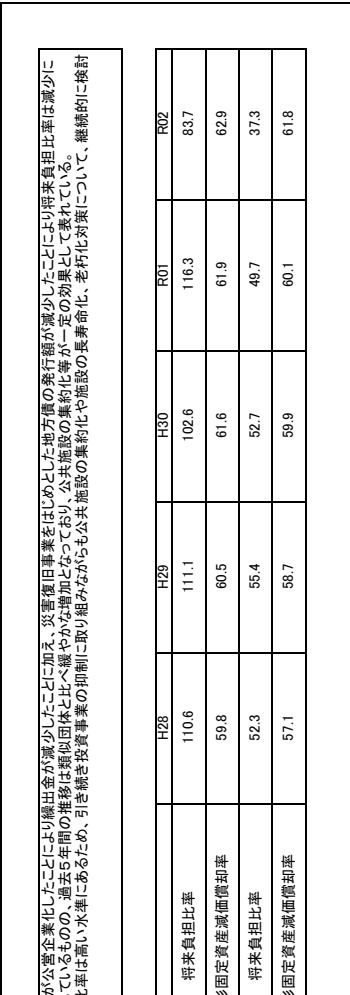 が公営企業化したことにより繰出金が減少したことに加え、災害復旧事業をはじめとした地方債の発行額が減少したことにより将来負担比率は減少に
ているものの、過去5年間の推移は類似団体と比べ緩やかな増加となっており、公共施設の集約化等が一定の効果として表れている。
比率は高い水準にあるため、引き続き投資事業の抑制に取り組みながらも公共施設の集約化や施設の長寿命化、老朽化対策について、継続的に検討
H28 H29 H30 R01 R02
将来負担比率 110.6 111.1 102.6 116.3 83.7
固定資産減価償却率 59.8 60.5 61.6 61.9 62.9
将来負担比率 52.3 55.4 52.7 49.7 37.3
固定資産減価償却率 57.1 58.7 59.9 60.1 61.8